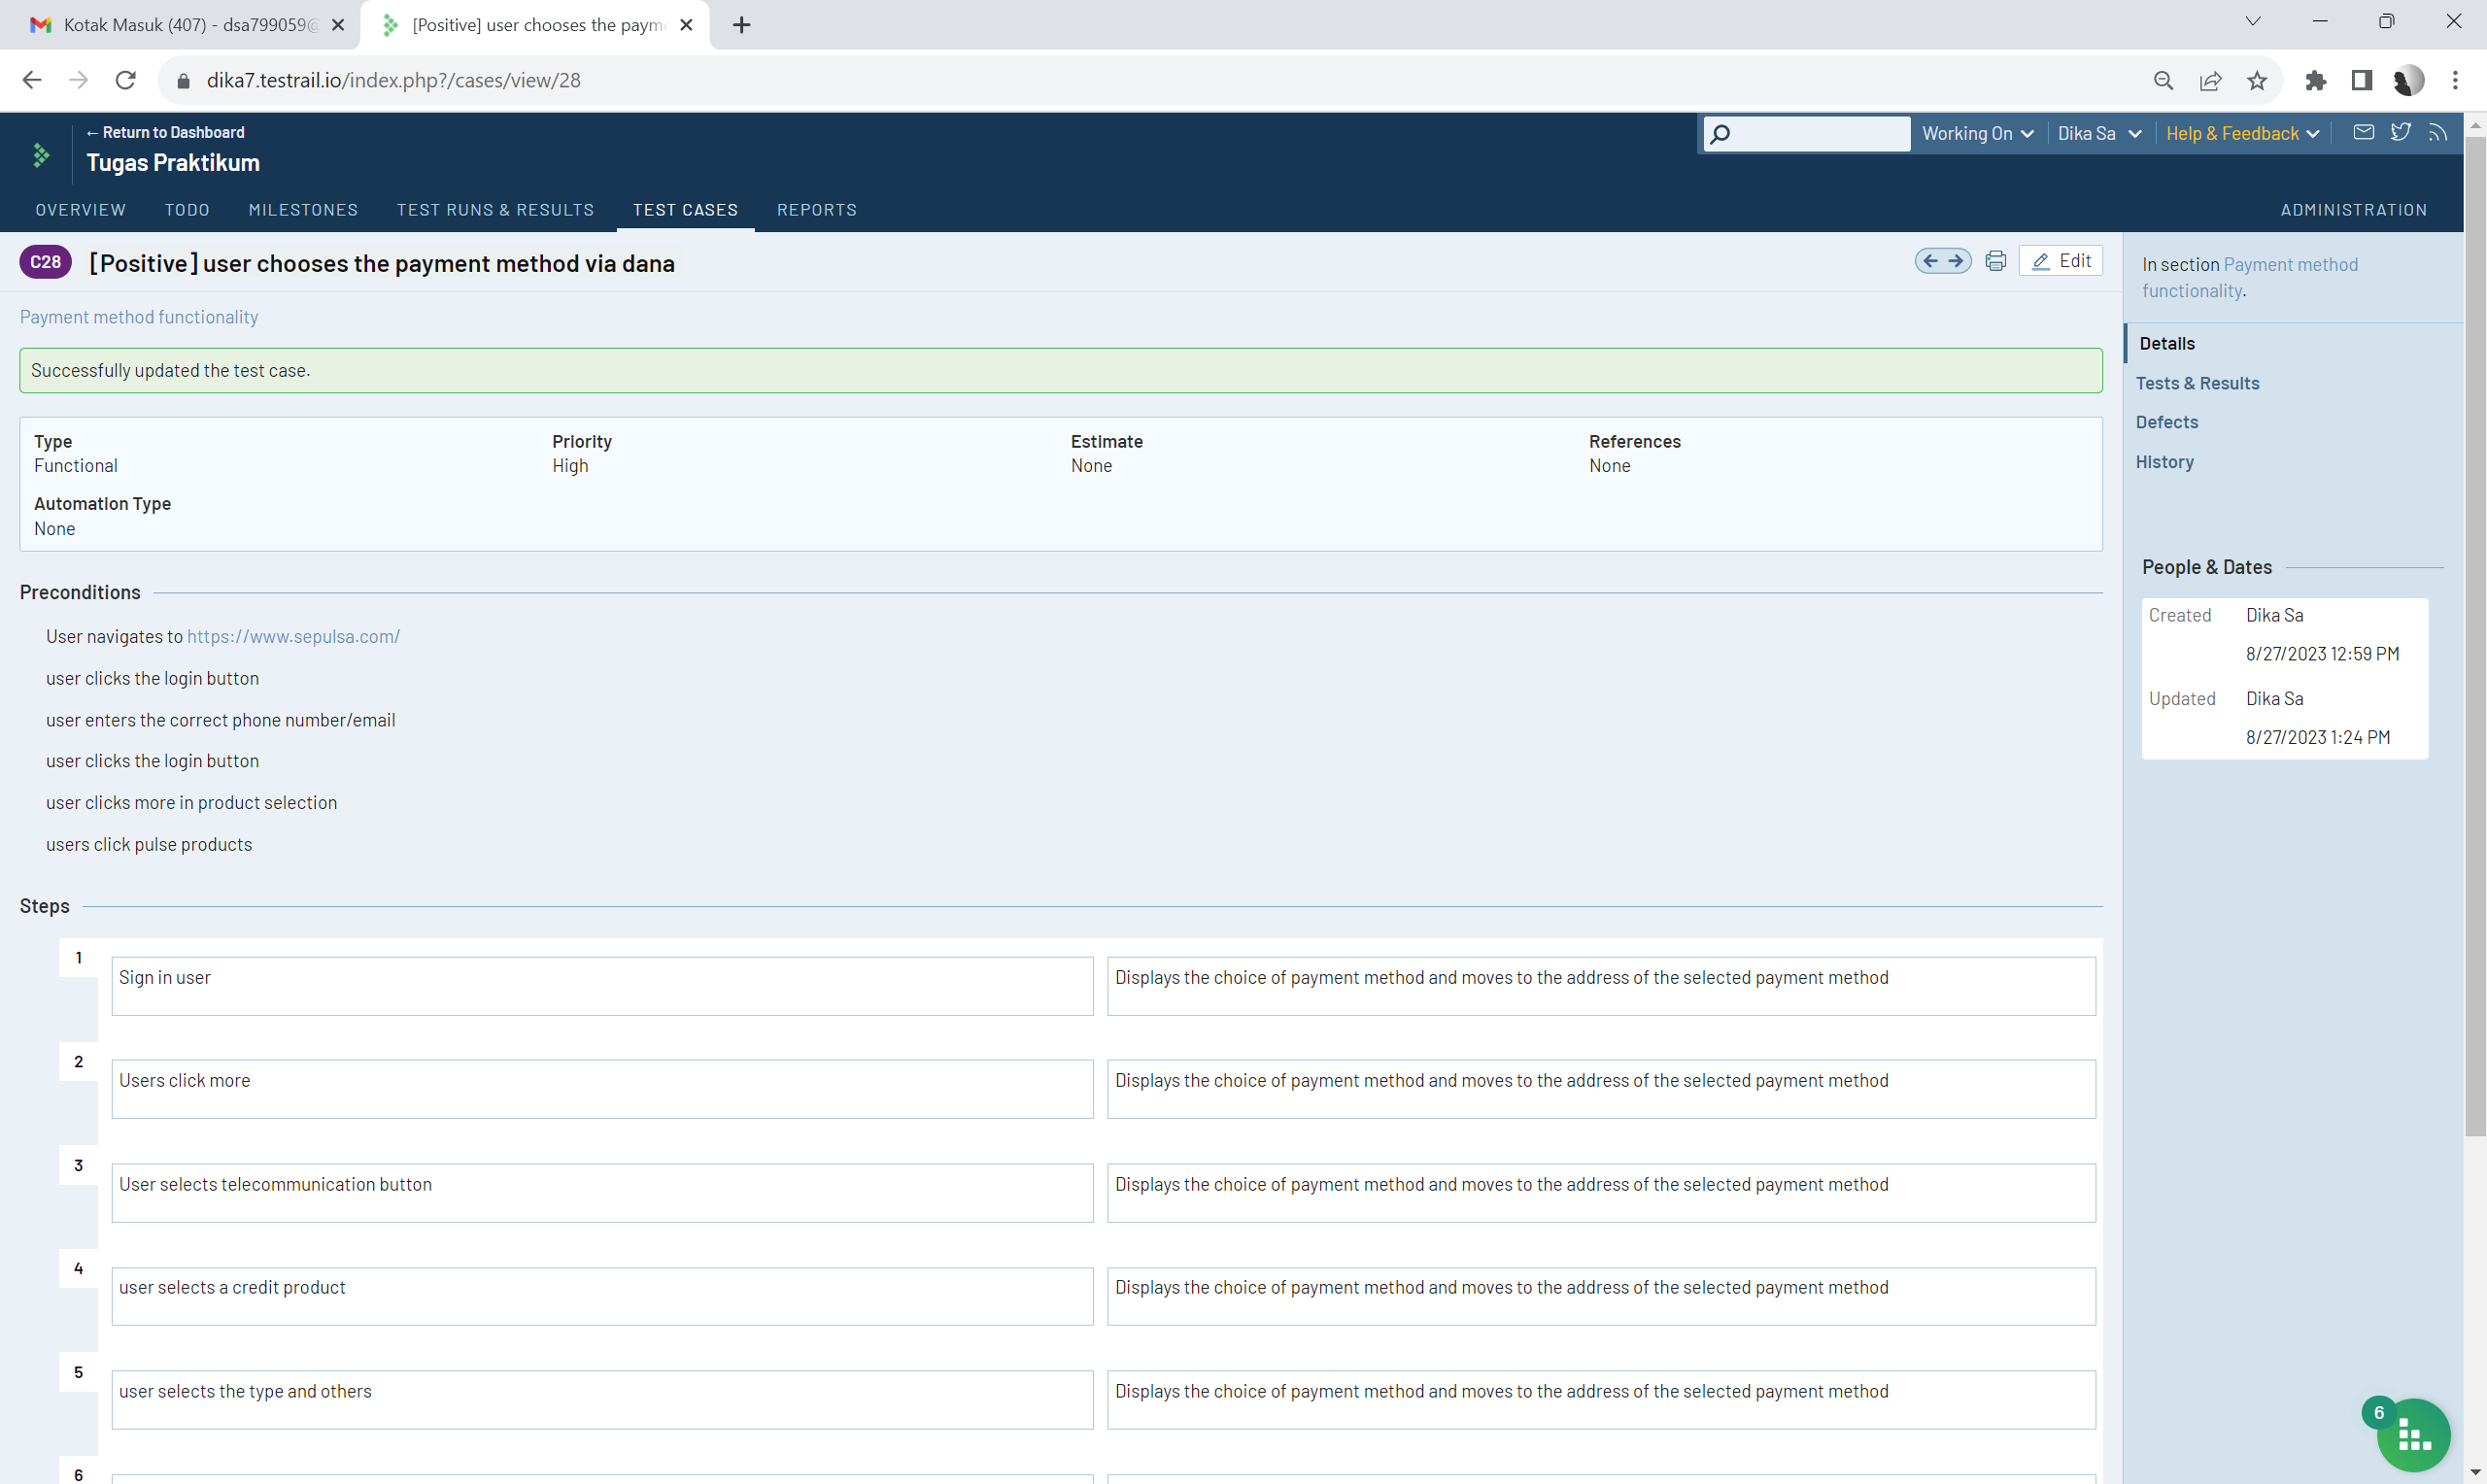 Kotak Masuk (407) - dsa799059@
[Positive] user chooses the payme
dika7.testrail.io/index.php?/cases/view/28
← Return to Dashboard
Tugas Praktikum
Working On
Dika Sa
Help & Feedback
OVERVIEW
TODO
MILESTONES
TEST RUNS & RESULTS
TEST CASES
REPORTS
ADMINISTRATION
C28
[Positive] user chooses the payment method via dana
Edit
In section Payment method
functionality.
Payment method functionality
Successfully updated the test case.
Details
Tests & Results
Defects
History
Type
Functional
Priority
High
Estimate
None
References
None
Automation Type
None
People & Dates
Created
Dika Sa
8/27/2023 12:59 PM
Updated
Dika Sa
8/27/2023 1:24 PM
Preconditions
User navigates to https://www.sepulsa.com/
user clicks the login button
user enters the correct phone number/email
user clicks the login button
user clicks more in product selection
users click pulse products
Steps
1
Sign in user
Displays the choice of payment method and moves to the address of the selected payment method
2
Users click more
Displays the choice of payment method and moves to the address of the selected payment method
3
User selects telecommunication button
Displays the choice of payment method and moves to the address of the selected payment method
4
user selects a credit product
Displays the choice of payment method and moves to the address of the selected payment method
5
user selects the type and others
Displays the choice of payment method and moves to the address of the selected payment method
6
6